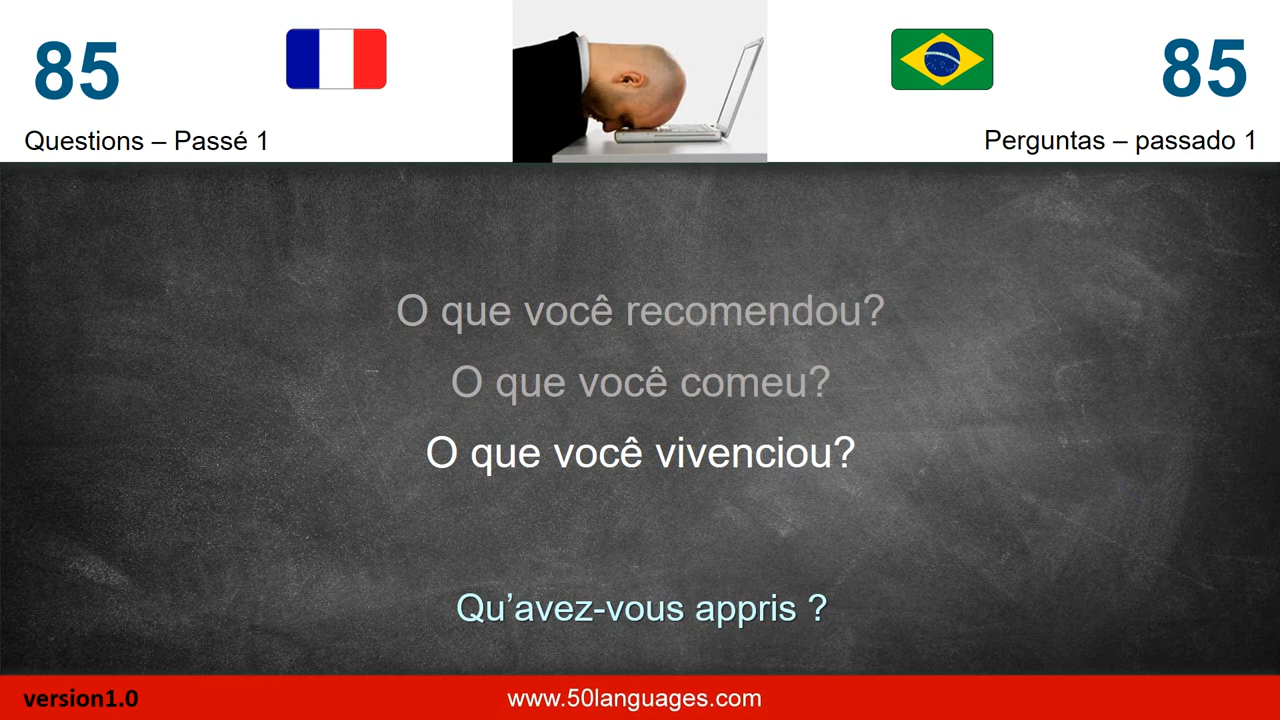 85
85
Questions – Passé 1
Perguntas – passado 1
O que você recomendou?
O que você comeu?
O que você vivenciou?
Qu’avez-vous appris ?
version1.0
www.50languages.com